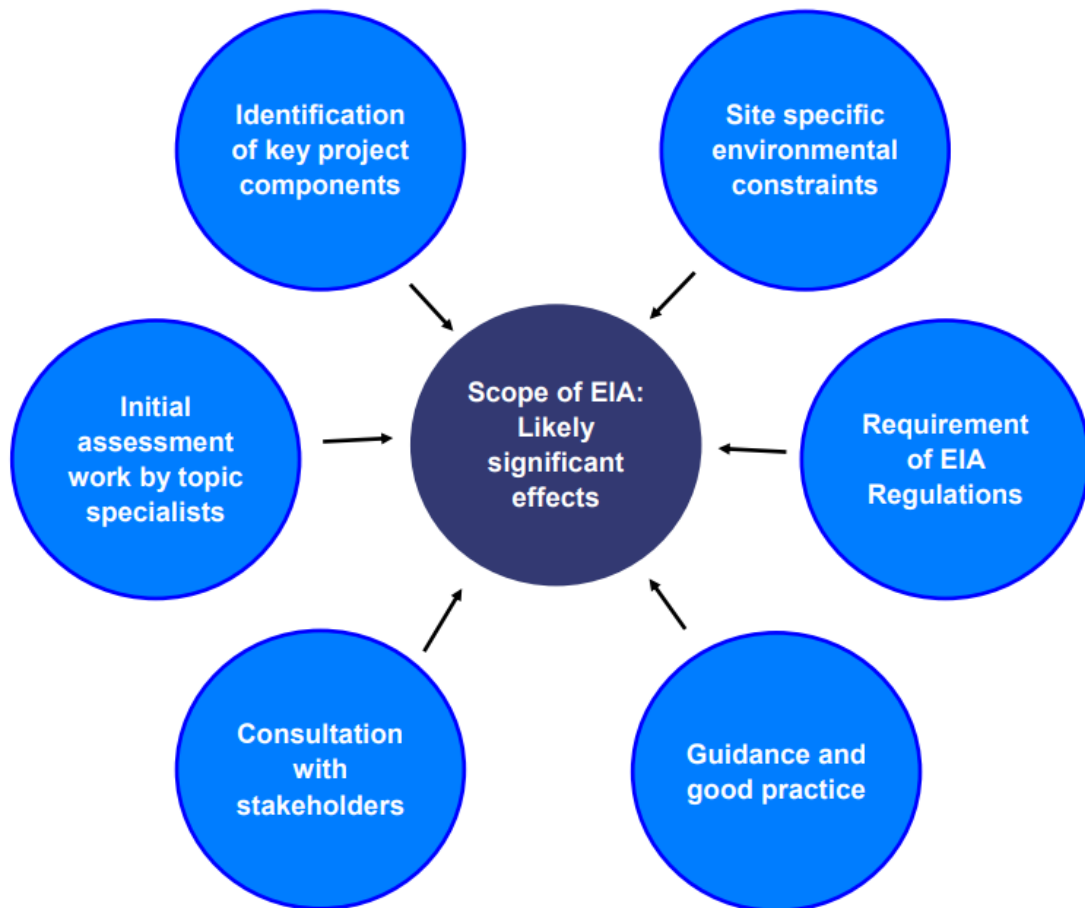 Identification
of key project
components
Site specific
environmental
constraints
Initial
assessment
work by topic
specialists
Scope of EIA:
Likely
significant
effects
Requirement
of EIA
Regulations
Consultation
with
stakeholders
Guidance and
good practice